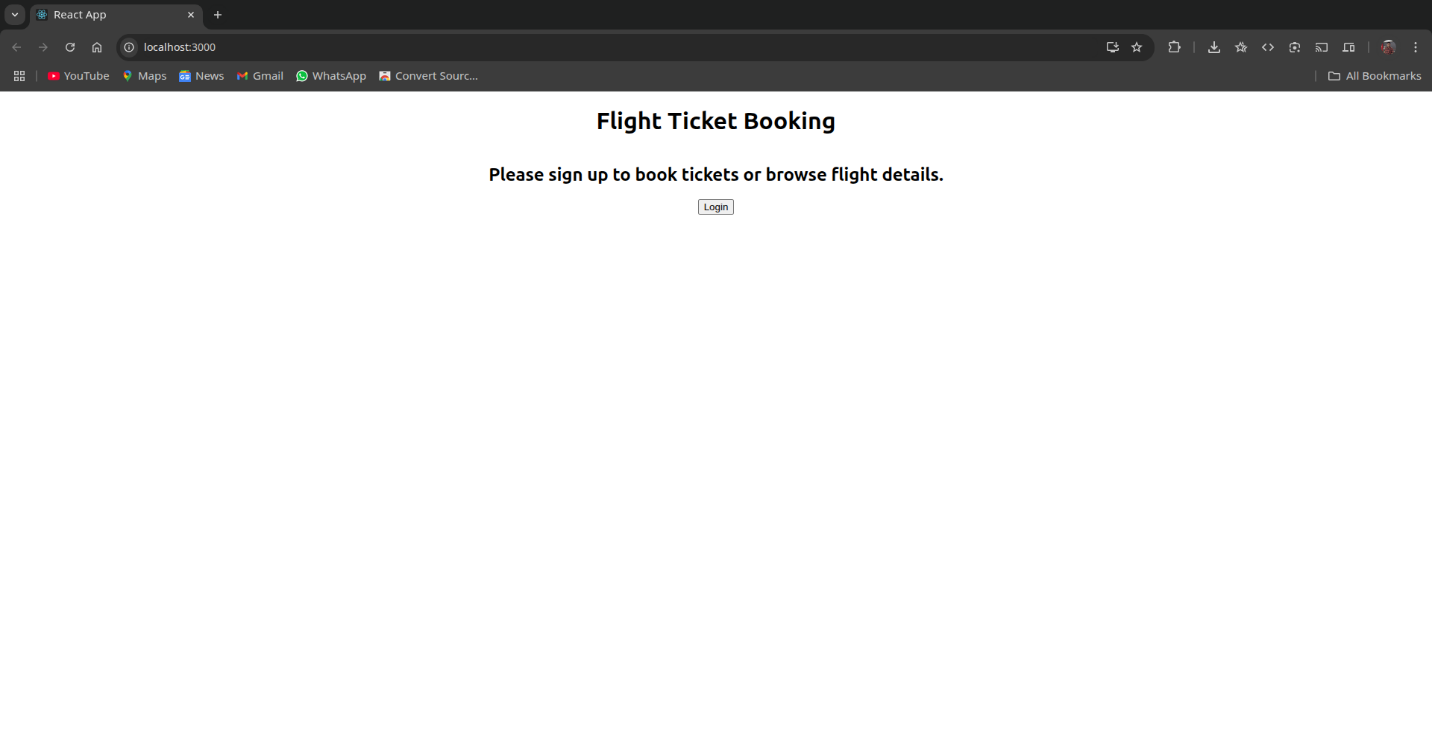 React App
localhost:3000
YouTube Maps News Gmail WhatsApp Convert Sourc... All Bookmarks
Flight Ticket Booking
Please sign up to book tickets or browse flight details.
Login